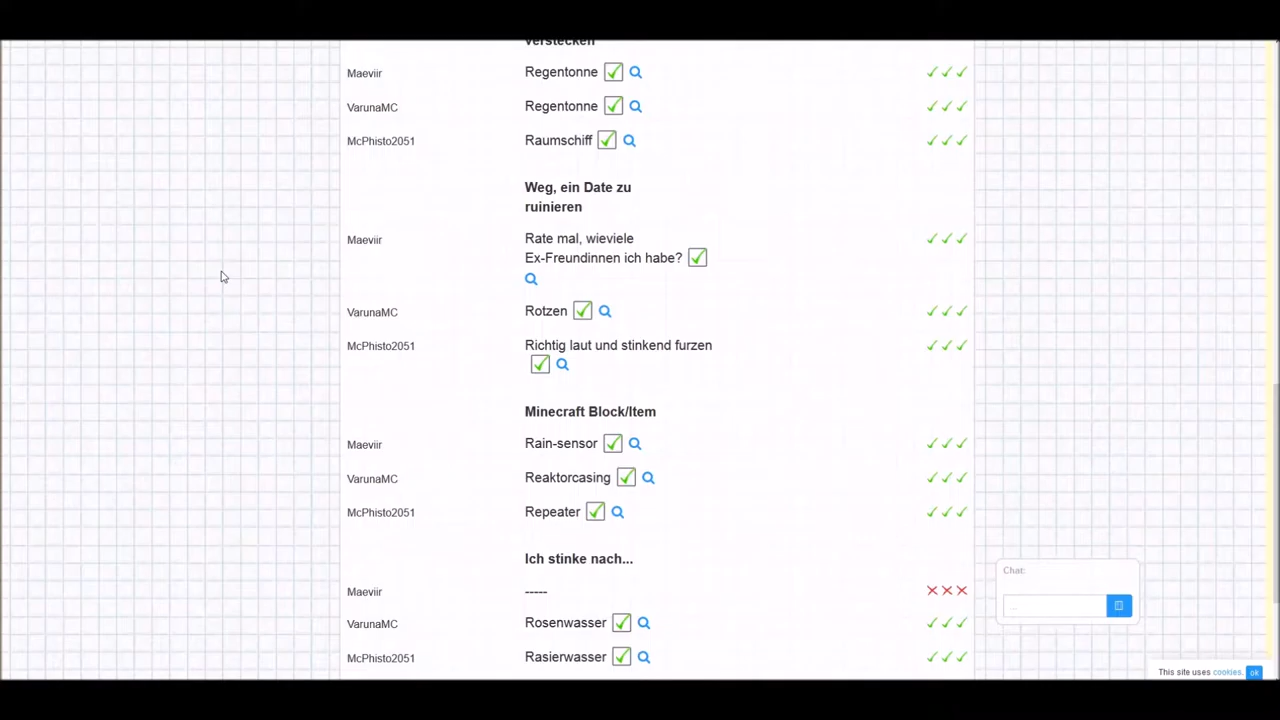 verstecken
Maeviir Regentonne
VarunaMC Regentonne
McPhisto2051 Raumschiff
Weg, ein Date zu
ruinieren
Maeviir Rate mal, wieviele
Ex-Freundinnen ich habe?
VarunaMC Rotzen
McPhisto2051 Richtig laut und stinkend furzen
Minecraft Block/Item
Maeviir Rain-sensor
VarunaMC Reaktorcasing
McPhisto2051 Repeater
Ich stinke nach...
Maeviir -----
Chat:
...
VarunaMC Rosenwasser
McPhisto2051 Rasierwasser
This site uses cookies. ok